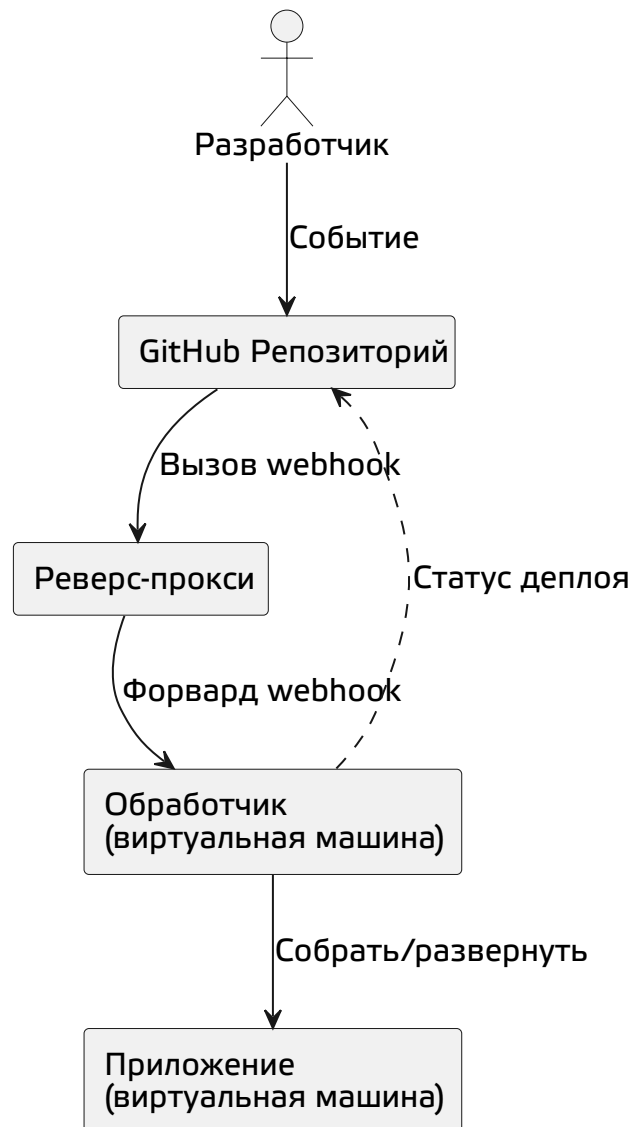 Разработчик
Событие
GitHub Репозиторий
Вызов webhook
Реверс-прокси
Статус деплоя
Форвард webhook
Обработчик
(виртуальная машина)
Собрать/развернуть
Приложение
(виртуальная машина)